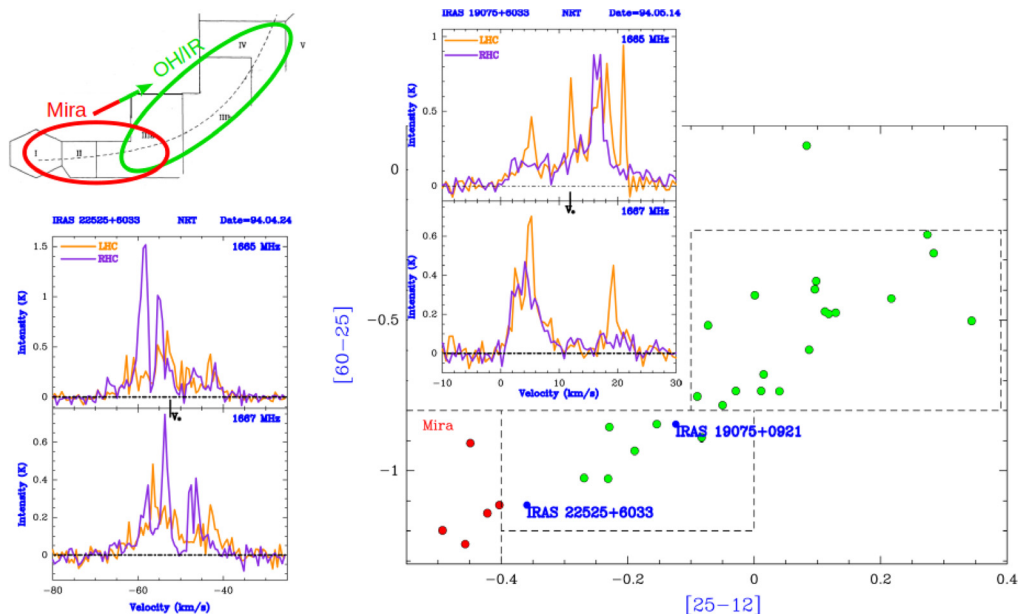 Mira
OH/IR
I
II
IIIb
IV
V
IRAS 22525+6033 NRT Date=94.04.24
LHC
RHC
1665 MHz
Intensity (K)
1.5
1
0.5
0
V*
1667 MHz
Intensity (K)
0.6
0.4
0.2
0
−80 −60 −40
Velocity (km/s)
IRAS 19075+6033 NRT Date=94.05.14
LHC
RHC
1665 MHz
Intensity (K)
1
0.5
0
V*
1667 MHz
Intensity (K)
0.6
0.4
0.2
0
−10 0 10 20 30
Velocity (km/s)
[60−25]
0
−0.5
−1
Mira
IRAS 19075+0921
IRAS 22525+6033
−0.4 −0.2 0 0.2 0.4
[25−12]